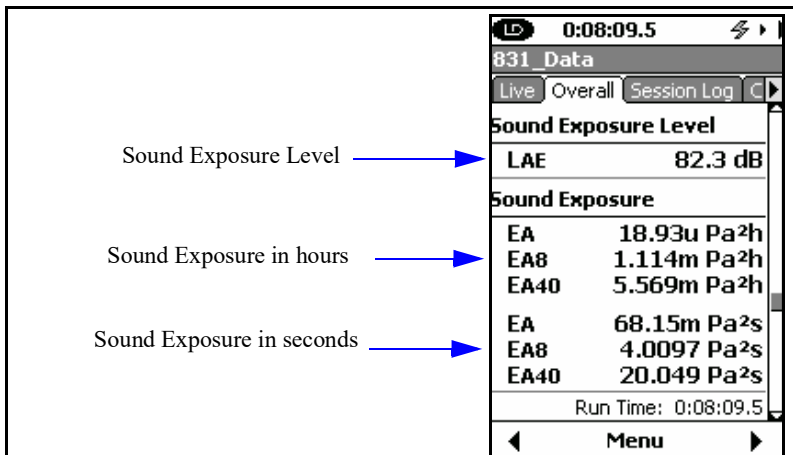 LD 0:08:09.5
831_Data
Live Overall Session Log C
Sound Exposure Level
Sound Exposure Level
LAE 82.3 dB
Sound Exposure
Sound Exposure in hours
EA 18.93u Pa²h
EA8 1.114m Pa²h
EA40 5.569m Pa²h
Sound Exposure in seconds
EA 68.15m Pa²s
EA8 4.0097 Pa²s
EA40 20.049 Pa²s
Run Time: 0:08:09.5
Menu